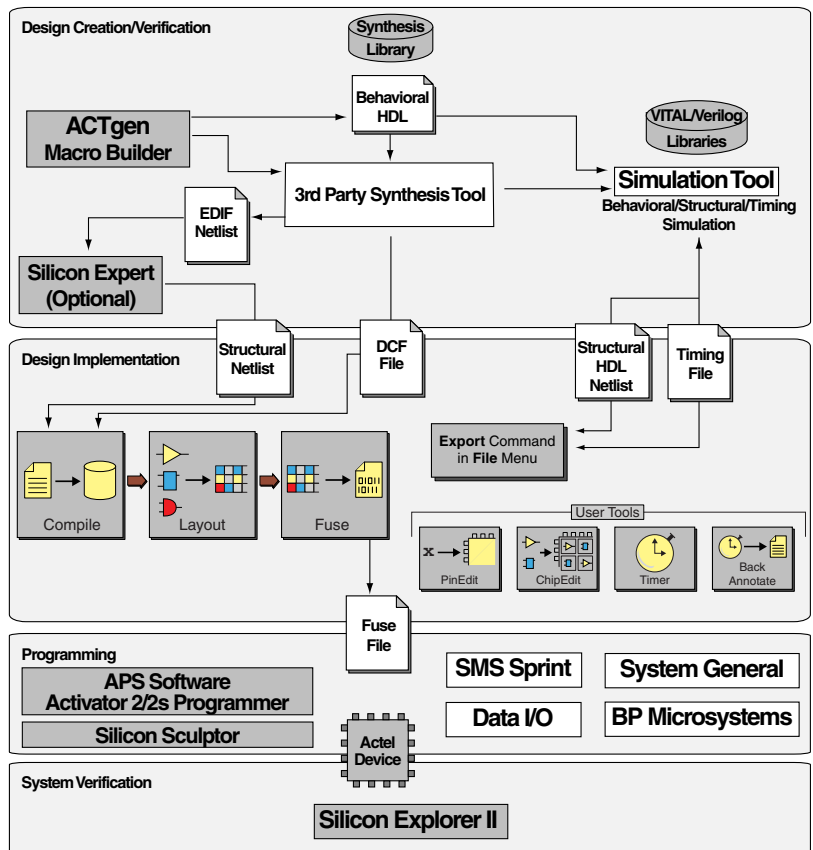 Design Creation/Verification
Synthesis
Library
Behavioral
HDL
ACTgen
Macro Builder
VITAL/Verilog
Libraries
3rd Party Synthesis Tool
Simulation Tool
Behavioral/Structural/Timing
Simulation
EDIF
Netlist
Silicon Expert
(Optional)
Design Implementation
Structural
Netlist
DCF
File
Structural
HDL
Netlist
Timing
File
Export Command
in File Menu
01011
10111
Compile
Layout
Fuse
User Tools
x
PinEdit
ChipEdit
Timer
Back
Annotate
Fuse
File
Programming
APS Software
Activator 2/2s Programmer
Silicon Sculptor
SMS Sprint
System General
Data I/O
BP Microsystems
Actel
Device
System Verification
Silicon Explorer II